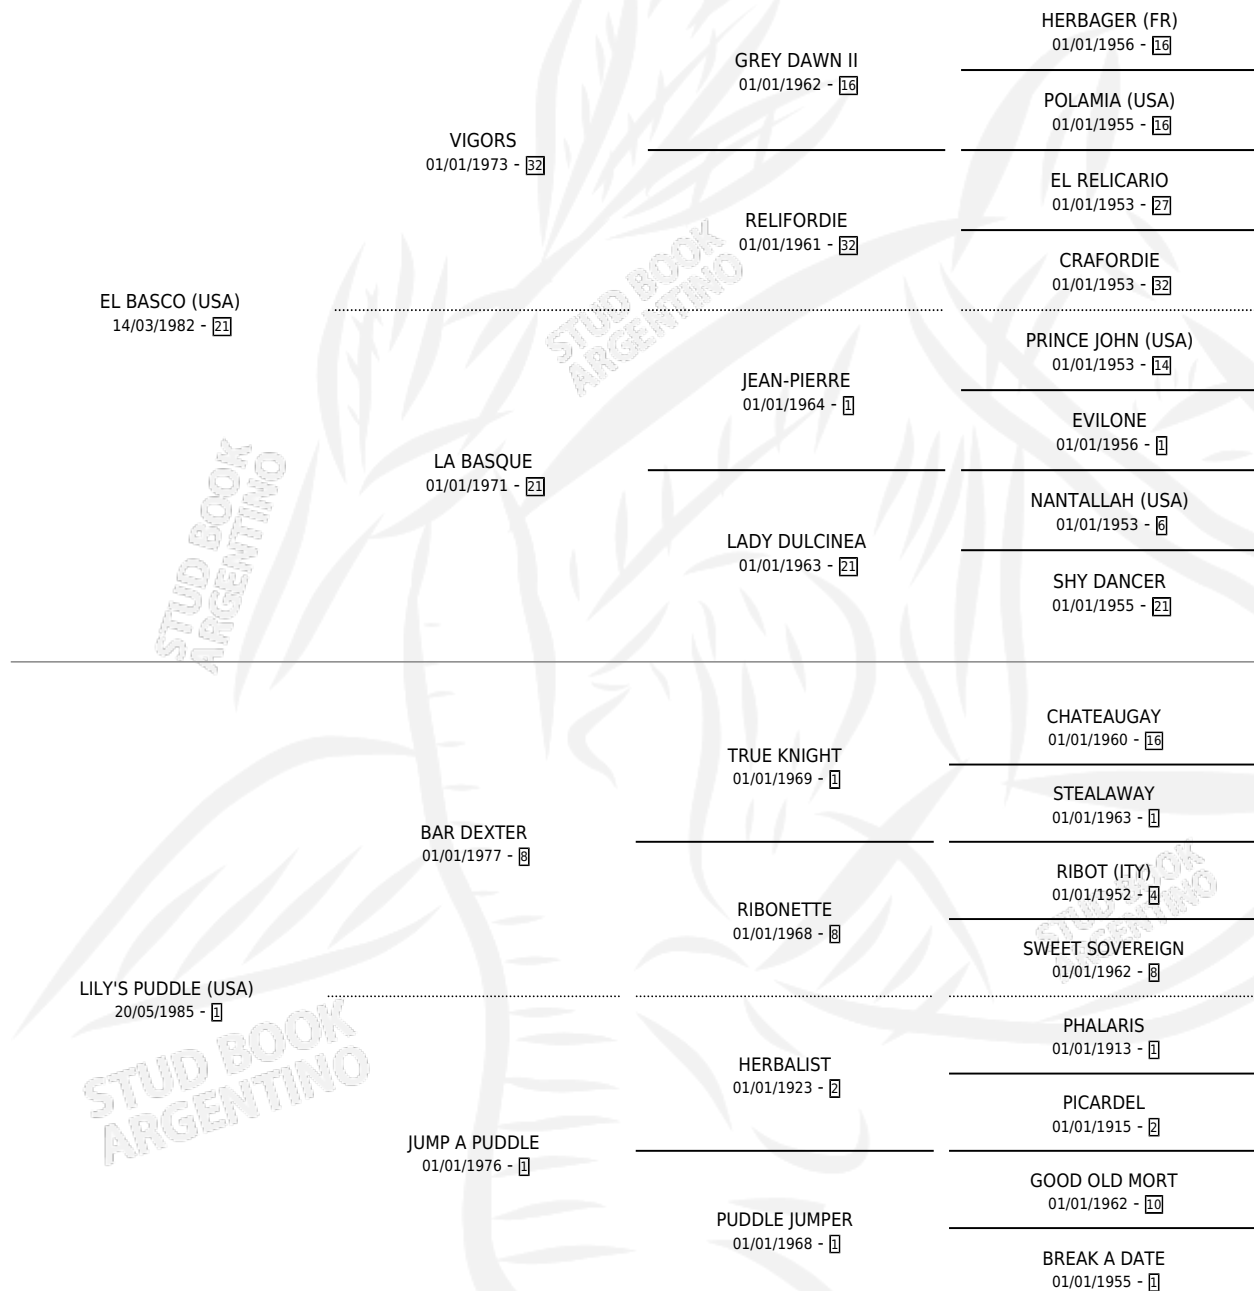 HERBAGER (FR)
01/01/1956 - 16
GREY DAWN II
01/01/1962 - 16
POLAMIA (USA)
01/01/1955 - 16
VIGORS
01/01/1973 - 32
EL RELICARIO
01/01/1953 - 27
RELIFORDIE
01/01/1961 - 32
CRAFORDIE
01/01/1953 - 32
EL BASCO (USA)
14/03/1982 - 21
STUD BOOK
ARGENTINO
PRINCE JOHN (USA)
01/01/1953 - 14
JEAN-PIERRE
01/01/1964 - 1
EVILONE
01/01/1956 - 1
LA BASQUE
01/01/1971 - 21
NANTALLAH (USA)
01/01/1953 - 6
LADY DULCINEA
01/01/1963 - 21
SHY DANCER
01/01/1955 - 21
STUD BOOK
ARGENTINO
CHATEAUGAY
01/01/1960 - 16
TRUE KNIGHT
01/01/1969 - 1
STEALAWAY
01/01/1963 - 1
BAR DEXTER
01/01/1977 - 8
RIBOT (ITY)
01/01/1952 - 4
RIBONETTE
01/01/1968 - 8
SWEET SOVEREIGN
01/01/1962 - 8
STUD BOOK
ARGENTINO
LILY'S PUDDLE (USA)
20/05/1985 - 1
PHALARIS
01/01/1913 - 1
HERBALIST
01/01/1923 - 2
PICARDEL
01/01/1915 - 2
JUMP A PUDDLE
01/01/1976 - 1
GOOD OLD MORT
01/01/1962 - 10
PUDDLE JUMPER
01/01/1968 - 1
BREAK A DATE
01/01/1955 - 1
STUD BOOK
ARGENTINO